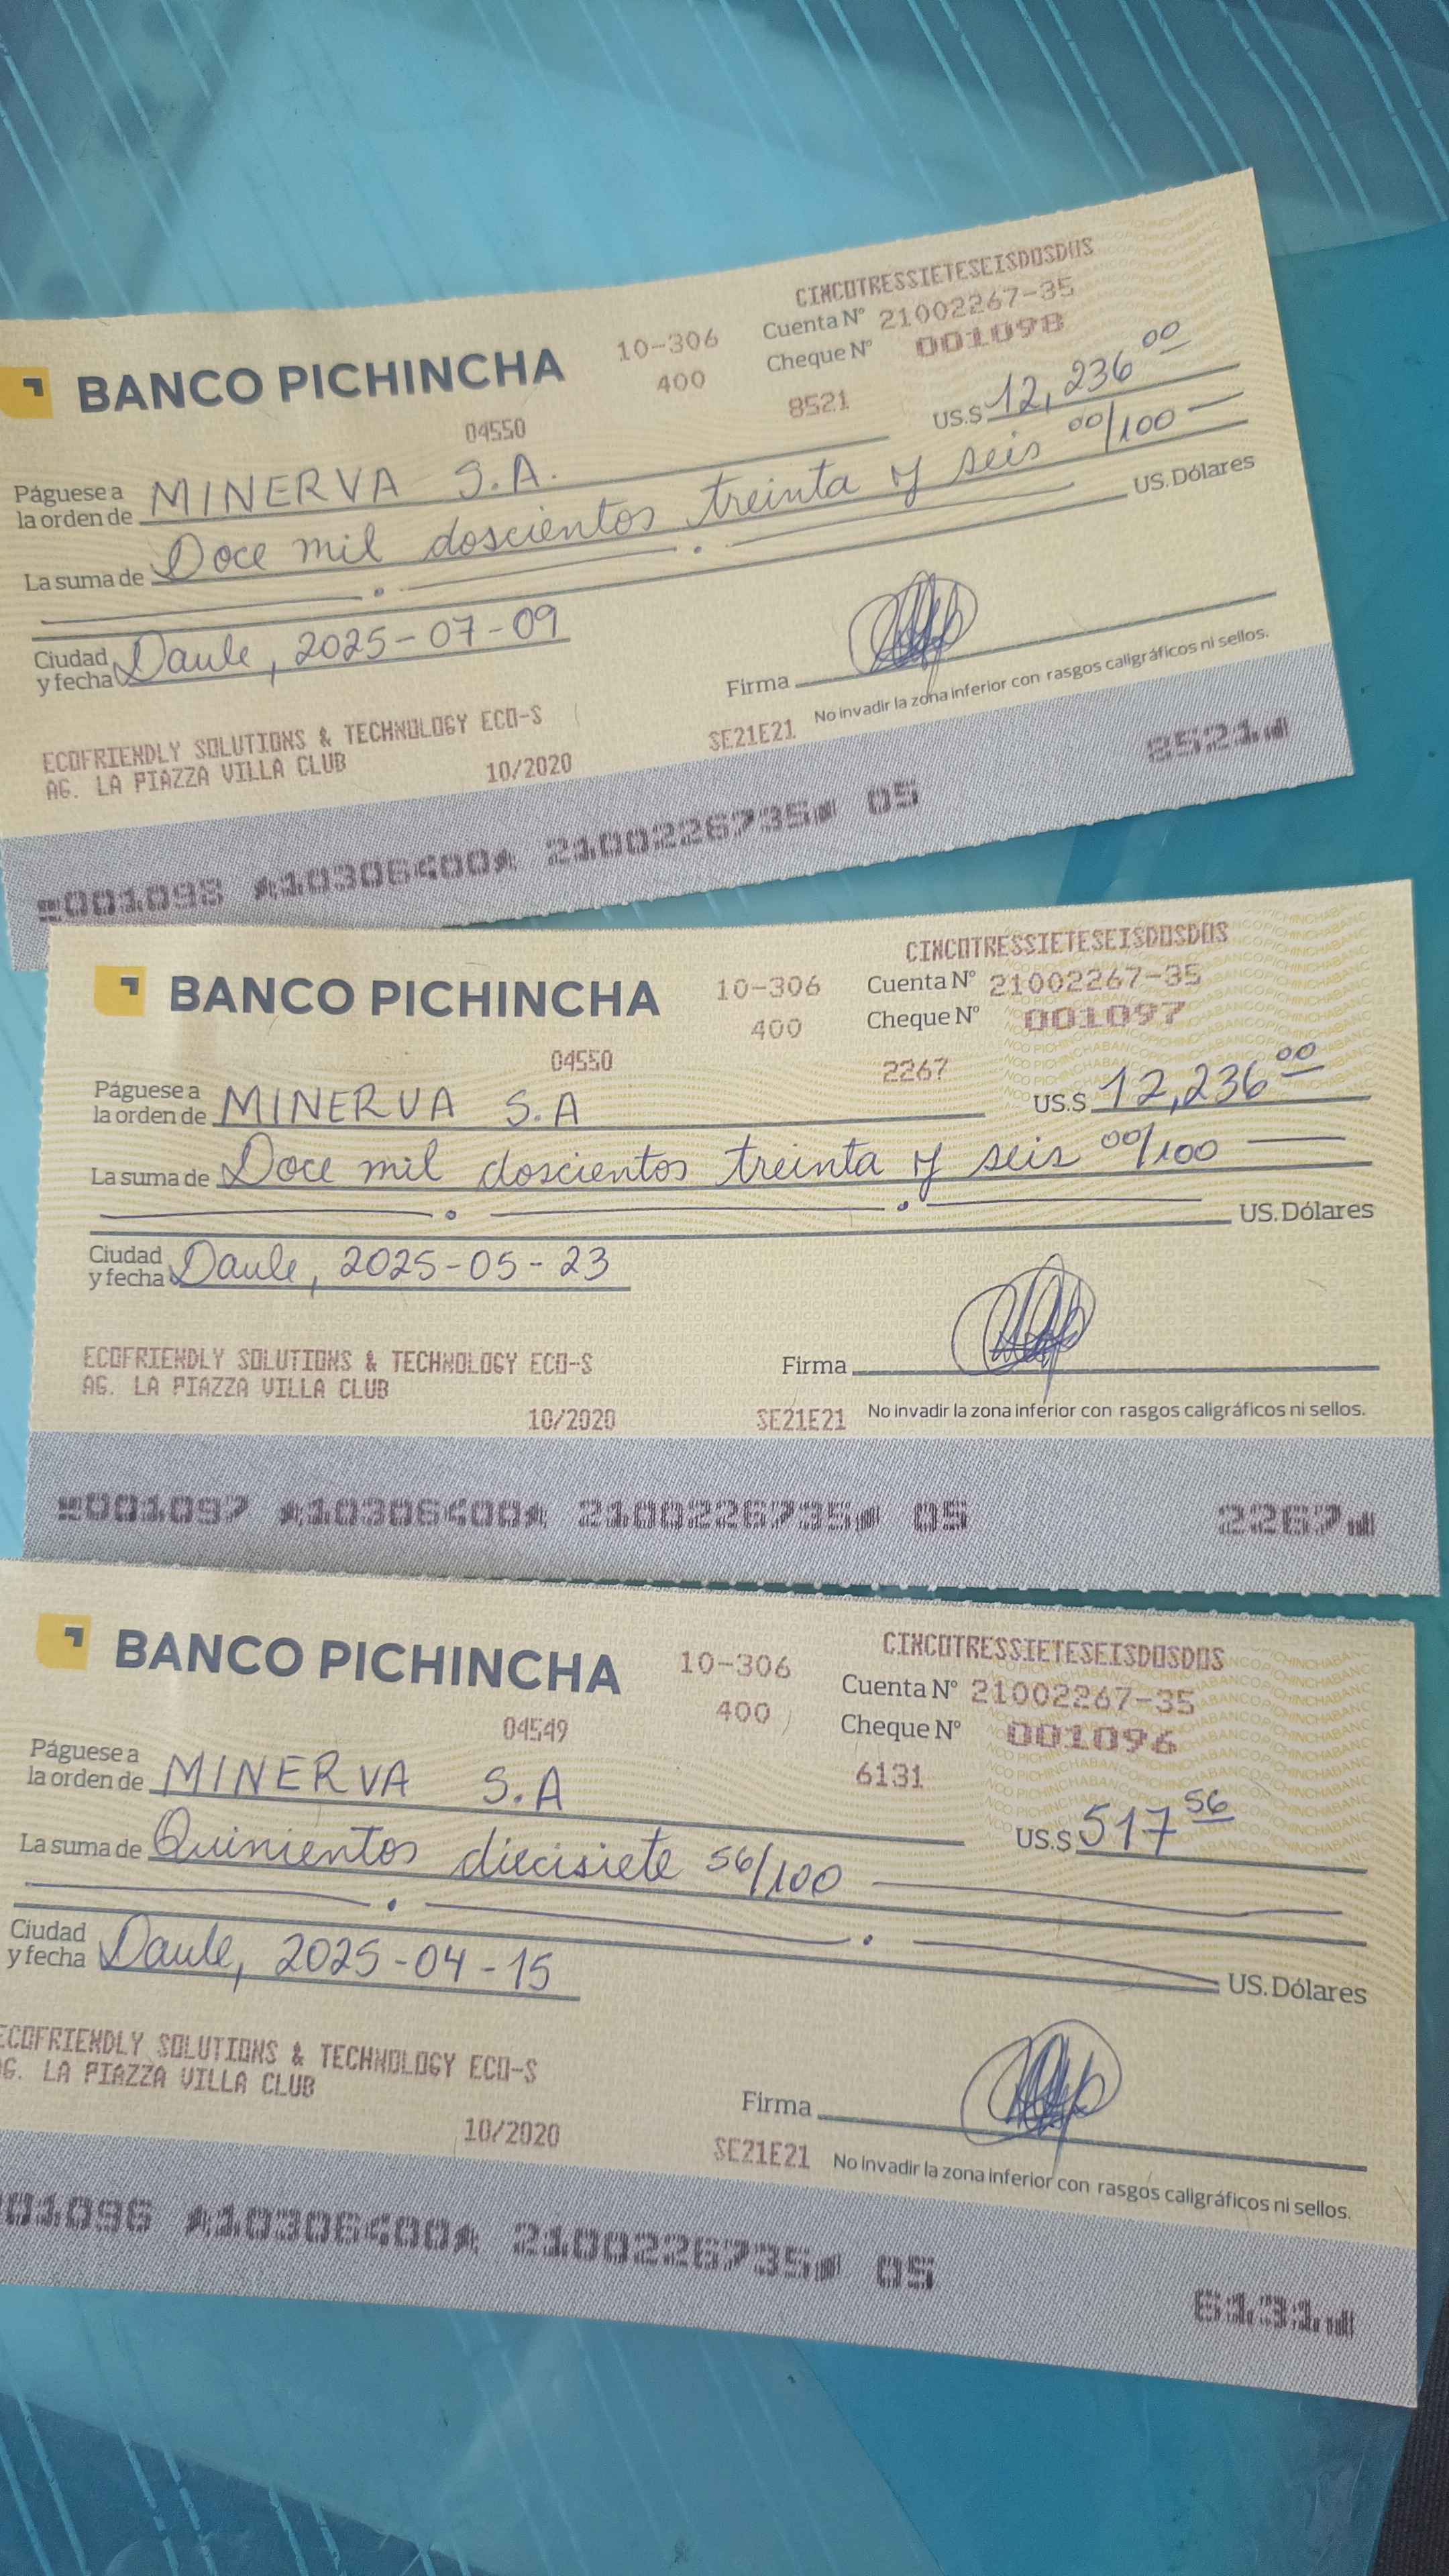 CINCOTRESSIETESEISDOSDOS
BANCO PICHINCHA 10-306 Cuenta N° 21002267-35
400 Cheque N° 001098
04550 8521
Páguese a la orden de MINERVA S.A. US.$ 12,236 00
La suma de Doce mil doscientos treinta y seis 00/100
US. Dólares
Ciudad y fecha Daule, 2025-07-09
Firma
No invadir la zona inferior con rasgos caligráficos ni sellos.
ECOFRIENDLY SOLUTIONS & TECHNOLOGY ECO-S
AG. LA PIAZZA VILLA CLUB
10/2020 SE21E21
001098 10306400 2100226735 05 8521
CINCOTRESSIETESEISDOSDOS
BANCO PICHINCHA 10-306 Cuenta N° 21002267-35
400 Cheque N° 001097
04550 2267
Páguese a la orden de MINERVA S.A US.$ 12,236 00
La suma de Doce mil doscientos treinta y seis 00/100
US. Dólares
Ciudad y fecha Daule, 2025-05-23
ECOFRIENDLY SOLUTIONS & TECHNOLOGY ECO-S
AG. LA PIAZZA VILLA CLUB
Firma
10/2020 SE21E21 No invadir la zona inferior con rasgos caligráficos ni sellos.
001097 10306400 2100226735 05 2267
CINCOTRESSIETESEISDOSDOS
BANCO PICHINCHA 10-306 Cuenta N° 21002267-35
400 Cheque N° 001096
04549 6131
Páguese a la orden de MINERVA S.A US.$ 517 56
La suma de Quinientos diecisiete 56/100
US. Dólares
Ciudad y fecha Daule, 2025-04-15
ECOFRIENDLY SOLUTIONS & TECHNOLOGY ECO-S
AG. LA PIAZZA VILLA CLUB
Firma
10/2020 SE21E21 No invadir la zona inferior con rasgos caligráficos ni sellos.
001096 10306400 2100226735 05 6131